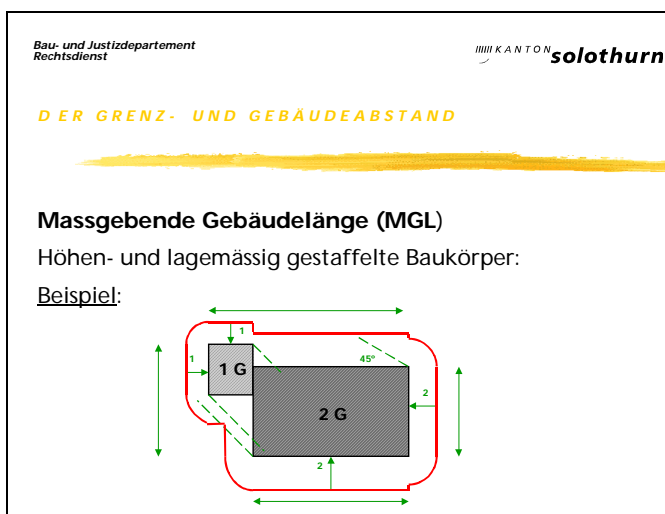 Bau- und Justizdepartement
Rechtsdienst
KANTON solothurn
DER GRENZ- UND GEBÄUDEABSTAND
Massgebende Gebäudelänge (MGL)
Höhen- und lagemässig gestaffelte Baukörper:
Beispiel:
1
1
1 G
45°
2
2 G
2